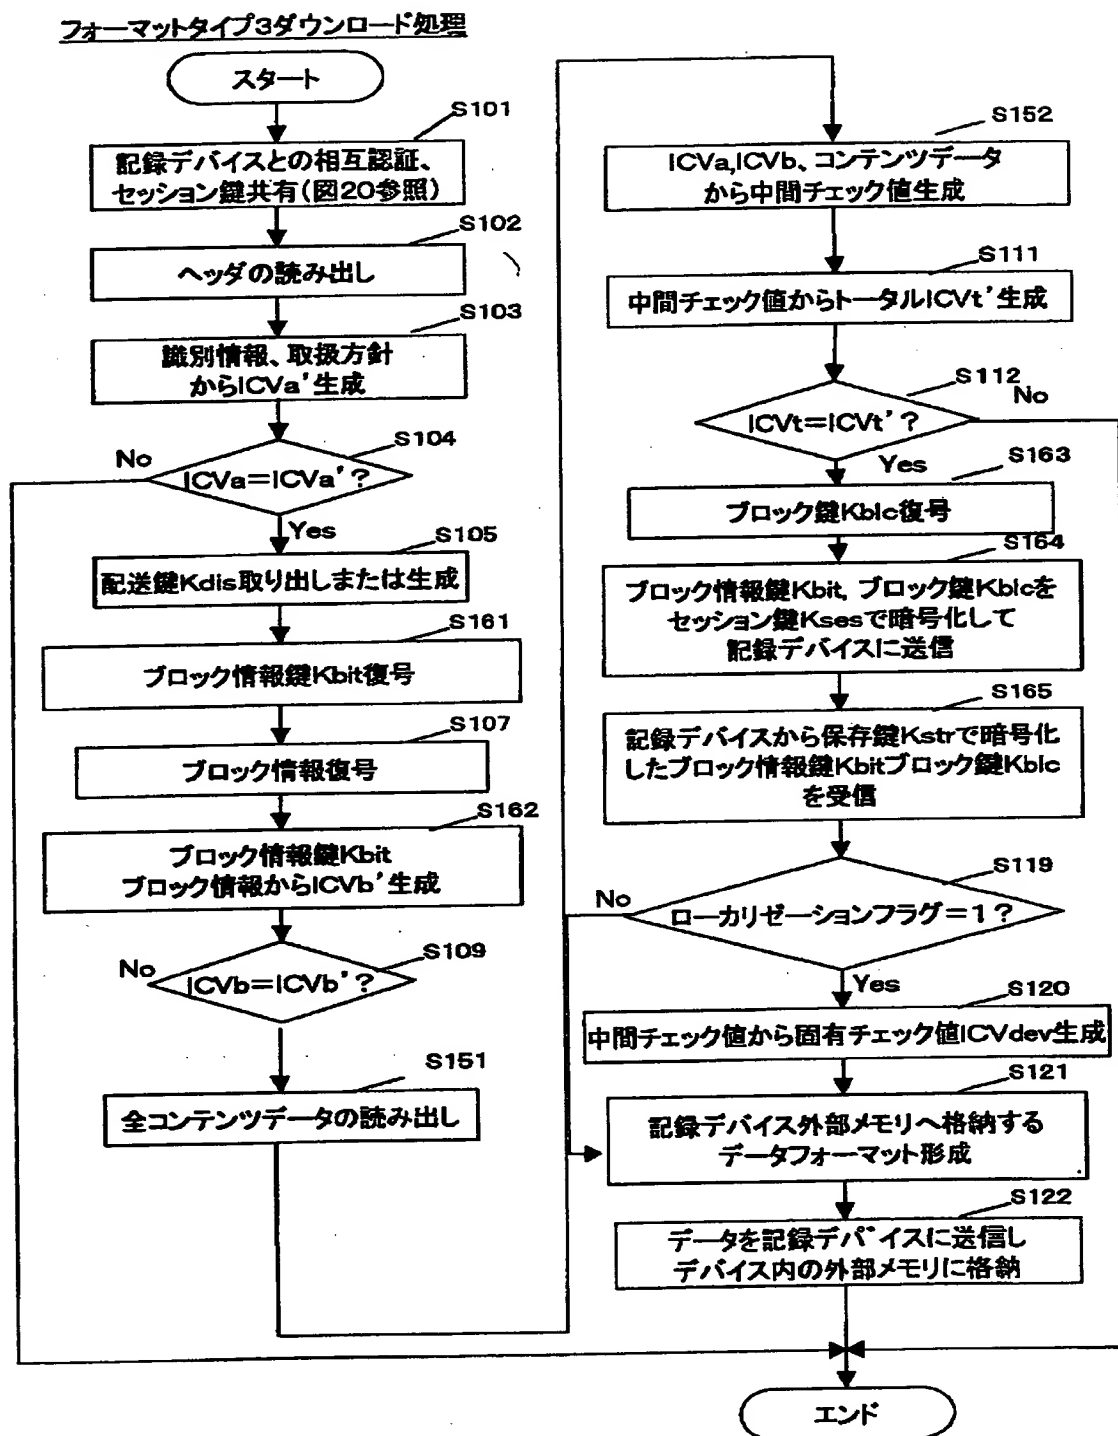 フォーマットタイプ3ダウンロード処理
スタート
S101
記録デバイスとの相互認証、
セッション鍵共有(図20参照)
S102
ヘッダの読み出し
S103
識別情報、取扱方針
からICVa'生成
S104
No
ICVa=ICVa'?
Yes
S105
配送鍵Kdis取り出しまたは生成
S161
ブロック情報鍵Kbit復号
S107
ブロック情報復号
S162
ブロック情報鍵Kbit
ブロック情報からICVb'生成
S109
No
ICVb=ICVb'?
S151
全コンテンツデータの読み出し
S152
ICVa,ICVb、コンテンツデータ
から中間チェック値生成
S111
中間チェック値からトータルICVt'生成
S112
No
ICVt=ICVt'?
Yes
S163
ブロック鍵Kblc復号
S164
ブロック情報鍵Kbit, ブロック鍵Kblcを
セッション鍵Ksesで暗号化して
記録デバイスに送信
S165
記録デバイスから保存鍵Kstrで暗号化
したブロック情報鍵Kbitブロック鍵Kblc
を受信
S119
No
ローカリゼーションフラグ=1?
Yes
S120
中間チェック値から固有チェック値ICVdev生成
S121
記録デバイス外部メモリへ格納する
データフォーマット形成
S122
データを記録デバイスに送信し
デバイス内の外部メモリに格納
エンド